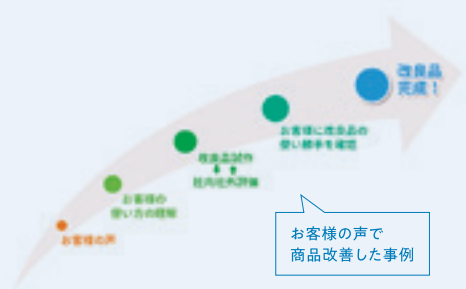 改良品
完成！
お客様に改良品の
使い勝手を確認
改良品試作
社内社外評価
お客様の
使い方の理解
お客様の声
お客様の声で
商品改善した事例